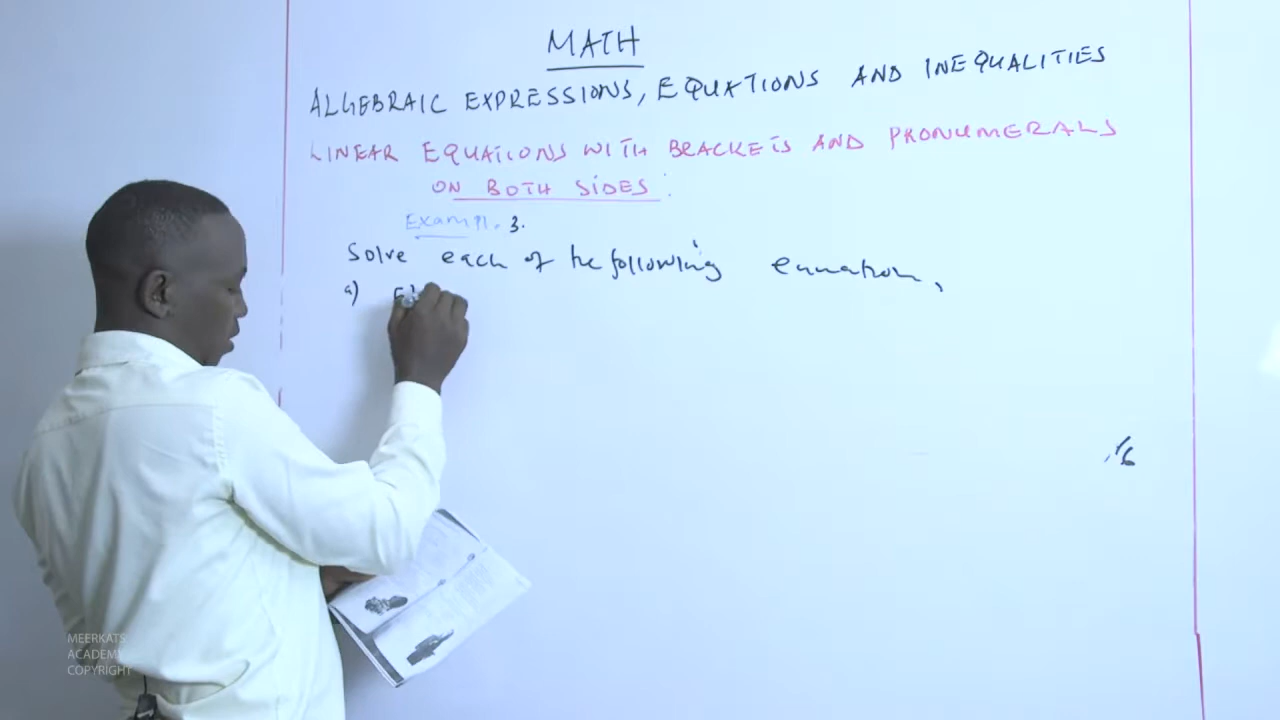 MATH
ALGEBRAIC EXPRESSIONS, EQUATIONS AND INEQUALITIES
LINEAR EQUATIONS WITH BRACKETS AND PRONUMERALS
ON BOTH SIDES:
Example 3.
Solve each of the following equation,
a)
MEERKATS
ACADEMY
COPYRIGHT